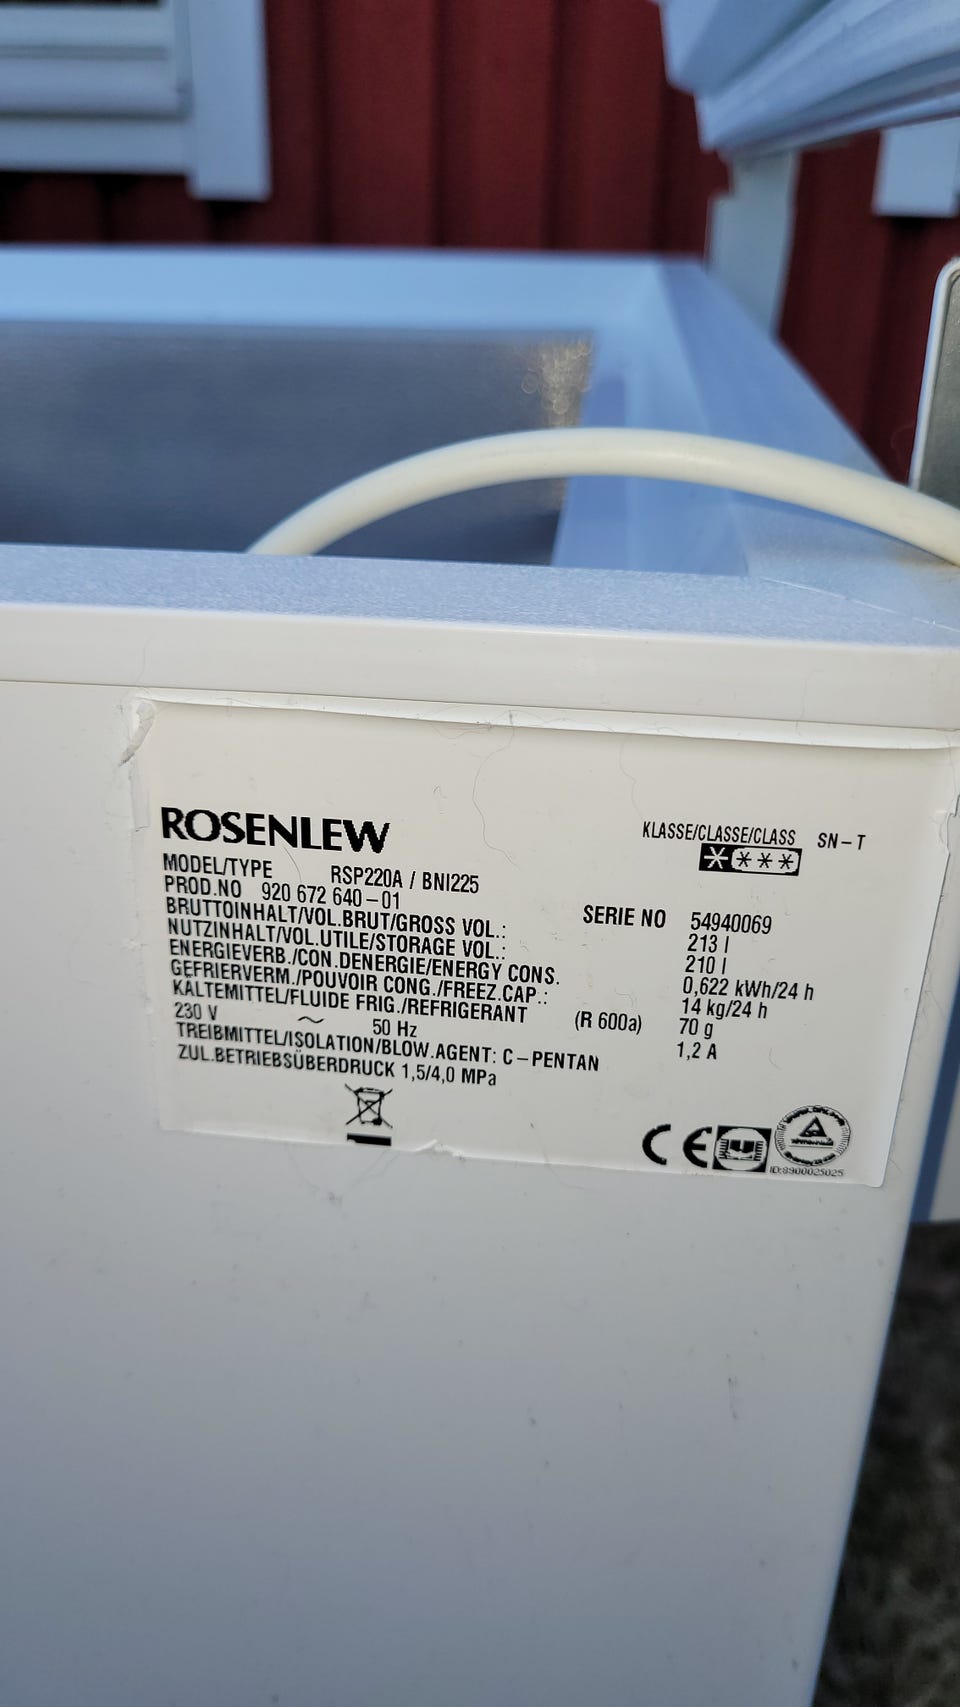 ROSENLEW
KLASSE/CLASSE/CLASS SN-T
MODEL/TYPE RSP220A / BNI225
PROD.NO 920 672 640-01
SERIE NO 54940069
BRUTTOINHALT/VOL.BRUT/GROSS VOL.: 213 l
NUTZINHALT/VOL.UTILE/STORAGE VOL.: 210 l
ENERGIEVERB./CON.DENERGIE/ENERGY CONS. 0,622 kWh/24 h
GEFRIERVERM./POUVOIR CONG./FREEZ.CAP.: 14 kg/24 h
KÄLTEMITTEL/FLUIDE FRIG./REFRIGERANT (R 600a) 70 g
230 V ~ 50 Hz 1,2 A
TREIBMITTEL/ISOLATION/BLOW.AGENT: C-PENTAN
ZUL.BETRIEBSÜBERDRUCK 1,5/4,0 MPa
CE
ID:8900025025